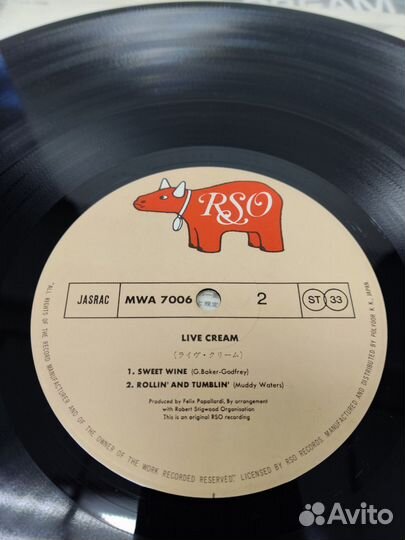 CREAM
RSO
JASRAC
MWA 7006
2
ST 33
LIVE CREAM
(ライヴ・クリーム)
1. SWEET WINE (G.Baker-Godfrey)
2. ROLLIN' AND TUMBLIN' (Muddy Waters)
Produced by Felix Papallardi, By arrangement
with Robert Stigwood Organisation
This is an original RSO recording
"ALL RIGHTS OF THE MANUFACTURER AND OF THE OWNER OF THE WORK RECORDED RESERVED." LICENSED BY RSO RECORDS. MANUFACTURED AND DISTRIBUTED BY POLYDOR K.K., JAPAN.
Avito